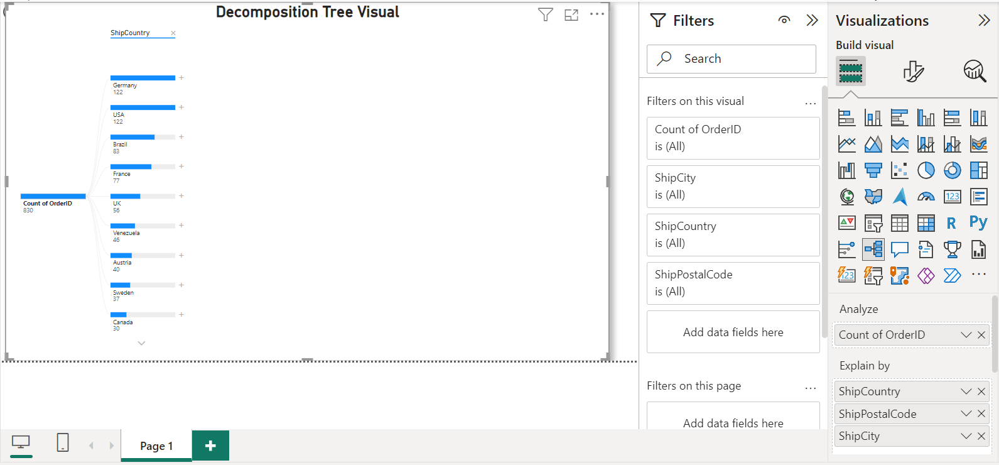 Decomposition Tree Visual
ShipCountry
Germany
122
USA
122
Brazil
83
France
77
Count of OrderID
830
UK
56
Venezuela
46
Austria
40
Sweden
37
Canada
30
Page 1
Filters
Search
Filters on this visual
Count of OrderID
is (All)
ShipCity
is (All)
ShipCountry
is (All)
ShipPostalCode
is (All)
Add data fields here
Filters on this page
Add data fields here
Visualizations
Build visual
123
R
Py
123
Analyze
Count of OrderID
Explain by
ShipCountry
ShipPostalCode
ShipCity